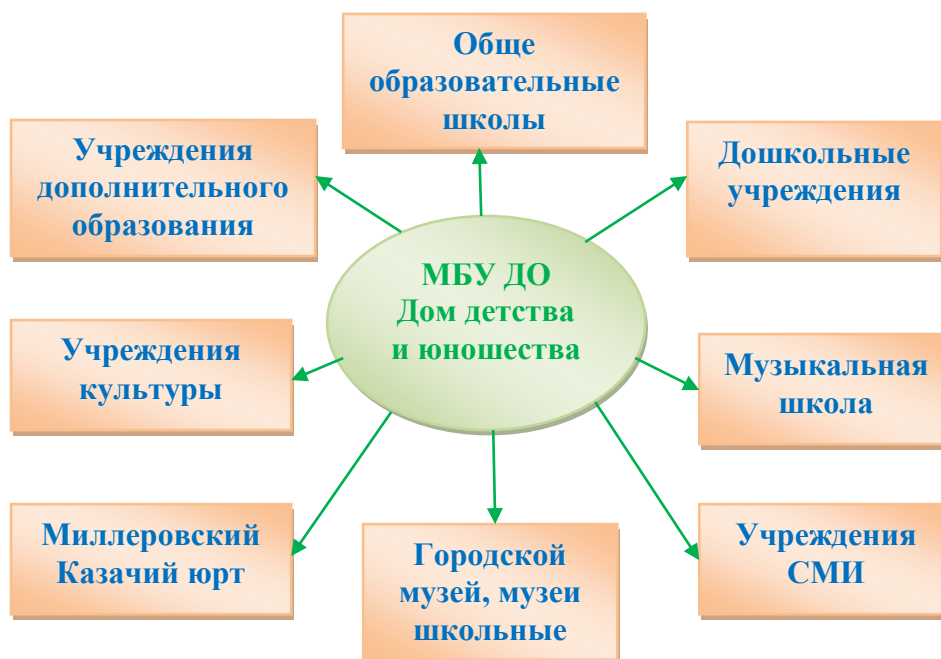 Обще
образовательные
школы
Учреждения
дополнительного
образования
Дошкольные
учреждения
МБУ ДО
Дом детства
и юношества
Учреждения
культуры
Музыкальная
школа
Миллеровский
Казачий юрт
Городской
музей, музеи
школьные
Учреждения
СМИ